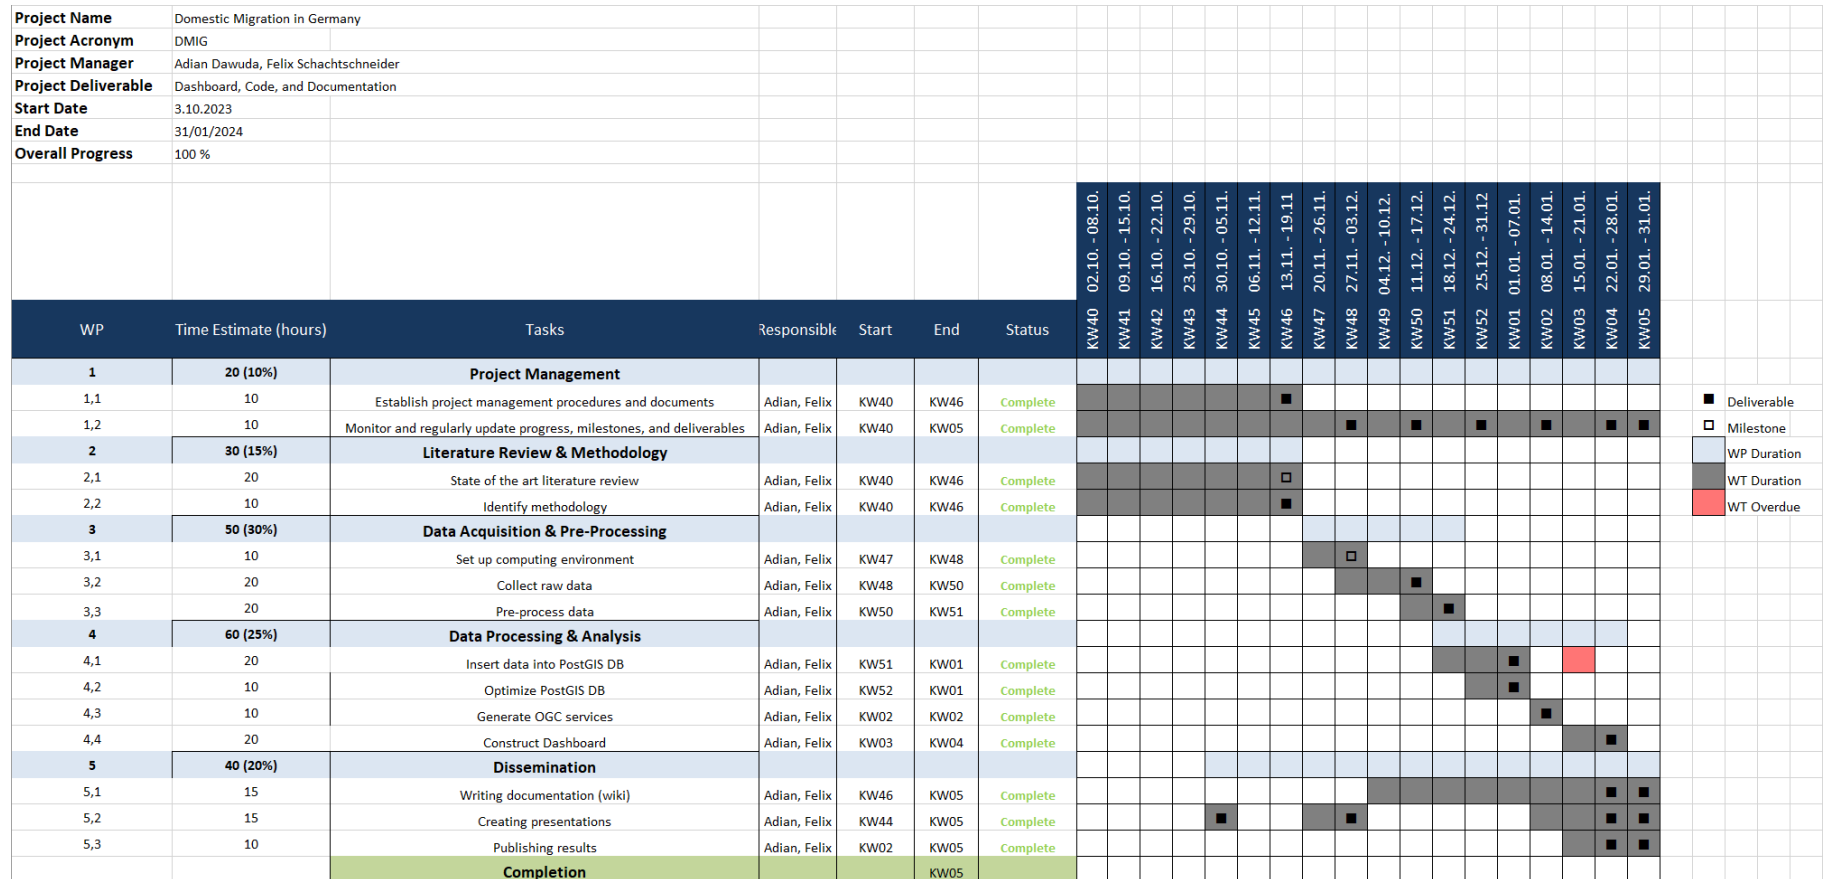 Project Name Domestic Migration in Germany
Project Acronym DMIG
Project Manager Adian Dawuda, Felix Schachtschneider
Project Deliverable Dashboard, Code, and Documentation
Start Date 3.10.2023
End Date 31/01/2024
Overall Progress 100 %
WP Time Estimate (hours) Tasks Responsible Start End Status
KW40 02.10. - 08.10.
KW41 09.10. - 15.10.
KW42 16.10. - 22.10.
KW43 23.10. - 29.10.
KW44 30.10. - 05.11.
KW45 06.11. - 12.11.
KW46 13.11. - 19.11
KW47 20.11. - 26.11.
KW48 27.11. - 03.12.
KW49 04.12. - 10.12.
KW50 11.12. - 17.12.
KW51 18.12. - 24.12.
KW52 25.12. - 31.12
KW01 01.01. - 07.01.
KW02 08.01. - 14.01.
KW03 15.01. - 21.01.
KW04 22.01. - 28.01.
KW05 29.01. - 31.01.
1 20 (10%) Project Management
1,1 10 Establish project management procedures and documents Adian, Felix KW40 KW46 Complete
1,2 10 Monitor and regularly update progress, milestones, and deliverables Adian, Felix KW40 KW05 Complete
2 30 (15%) Literature Review & Methodology
2,1 20 State of the art literature review Adian, Felix KW40 KW46 Complete
2,2 10 Identify methodology Adian, Felix KW40 KW46 Complete
3 50 (30%) Data Acquisition & Pre-Processing
3,1 10 Set up computing environment Adian, Felix KW47 KW48 Complete
3,2 20 Collect raw data Adian, Felix KW48 KW50 Complete
3,3 20 Pre-process data Adian, Felix KW50 KW51 Complete
4 60 (25%) Data Processing & Analysis
4,1 20 Insert data into PostGIS DB Adian, Felix KW51 KW01 Complete
4,2 10 Optimize PostGIS DB Adian, Felix KW52 KW01 Complete
4,3 10 Generate OGC services Adian, Felix KW02 KW02 Complete
4,4 20 Construct Dashboard Adian, Felix KW03 KW04 Complete
5 40 (20%) Dissemination
5,1 15 Writing documentation (wiki) Adian, Felix KW46 KW05 Complete
5,2 15 Creating presentations Adian, Felix KW44 KW05 Complete
5,3 10 Publishing results Adian, Felix KW02 KW05 Complete
Completion KW05
Deliverable
Milestone
WP Duration
WT Duration
WT Overdue